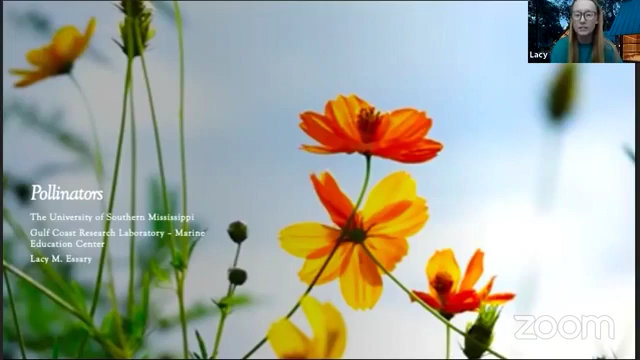 Lacy
Pollinators
The University of Southern Mississippi
Gulf Coast Research Laboratory – Marine
Education Center
Lacy M. Essary
zoom